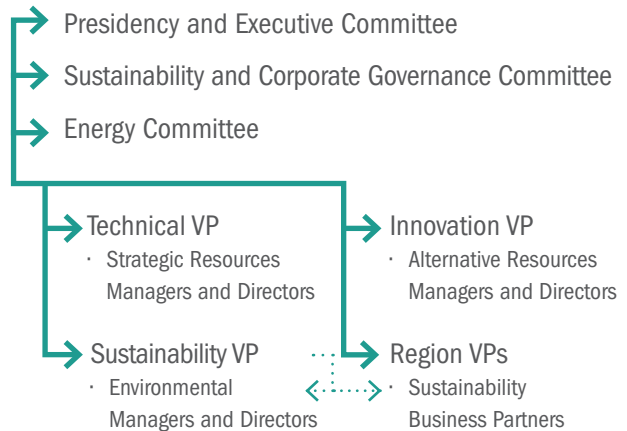 Presidency and Executive Committee
Sustainability and Corporate Governance Committee
Energy Committee
Technical VP
· Strategic Resources
Managers and Directors
Innovation VP
· Alternative Resources
Managers and Directors
Sustainability VP
· Environmental
Managers and Directors
Region VPs
· Sustainability
Business Partners